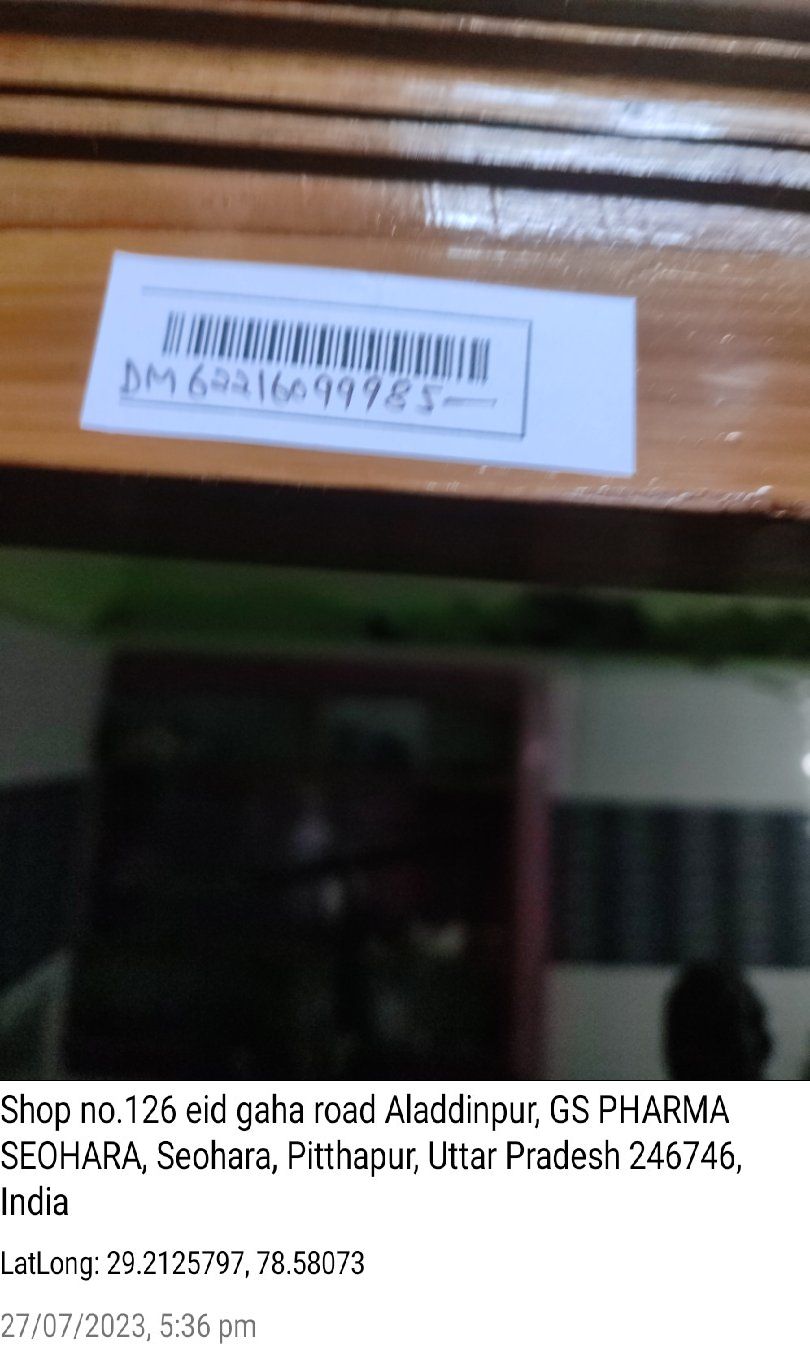 DM62216099985—
Shop no.126 eid gaha road Aladdinpur, GS PHARMA
SEOHARA, Seohara, Pitthapur, Uttar Pradesh 246746,
India
LatLong: 29.2125797, 78.58073
27/07/2023, 5:36 pm